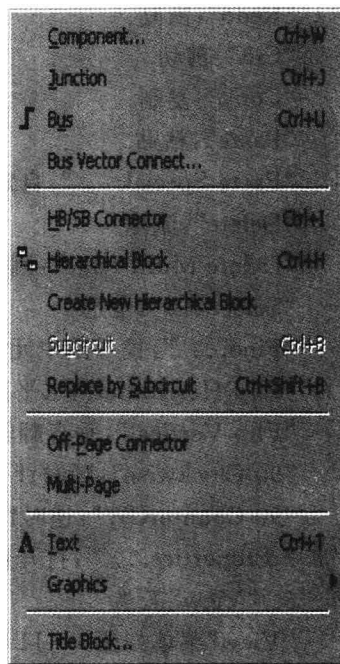 Component... Ctrl+W
Junction Ctrl+J
Bus Ctrl+U
Bus Vector Connect...
HB/SB Connector Ctrl+I
Hierarchical Block Ctrl+H
Create New Hierarchical Block
Subcircuit Ctrl+B
Replace by Subcircuit Ctrl+Shift+B
Off-Page Connector
Multi-Page
A Text Ctrl+T
Graphics
Title Block...